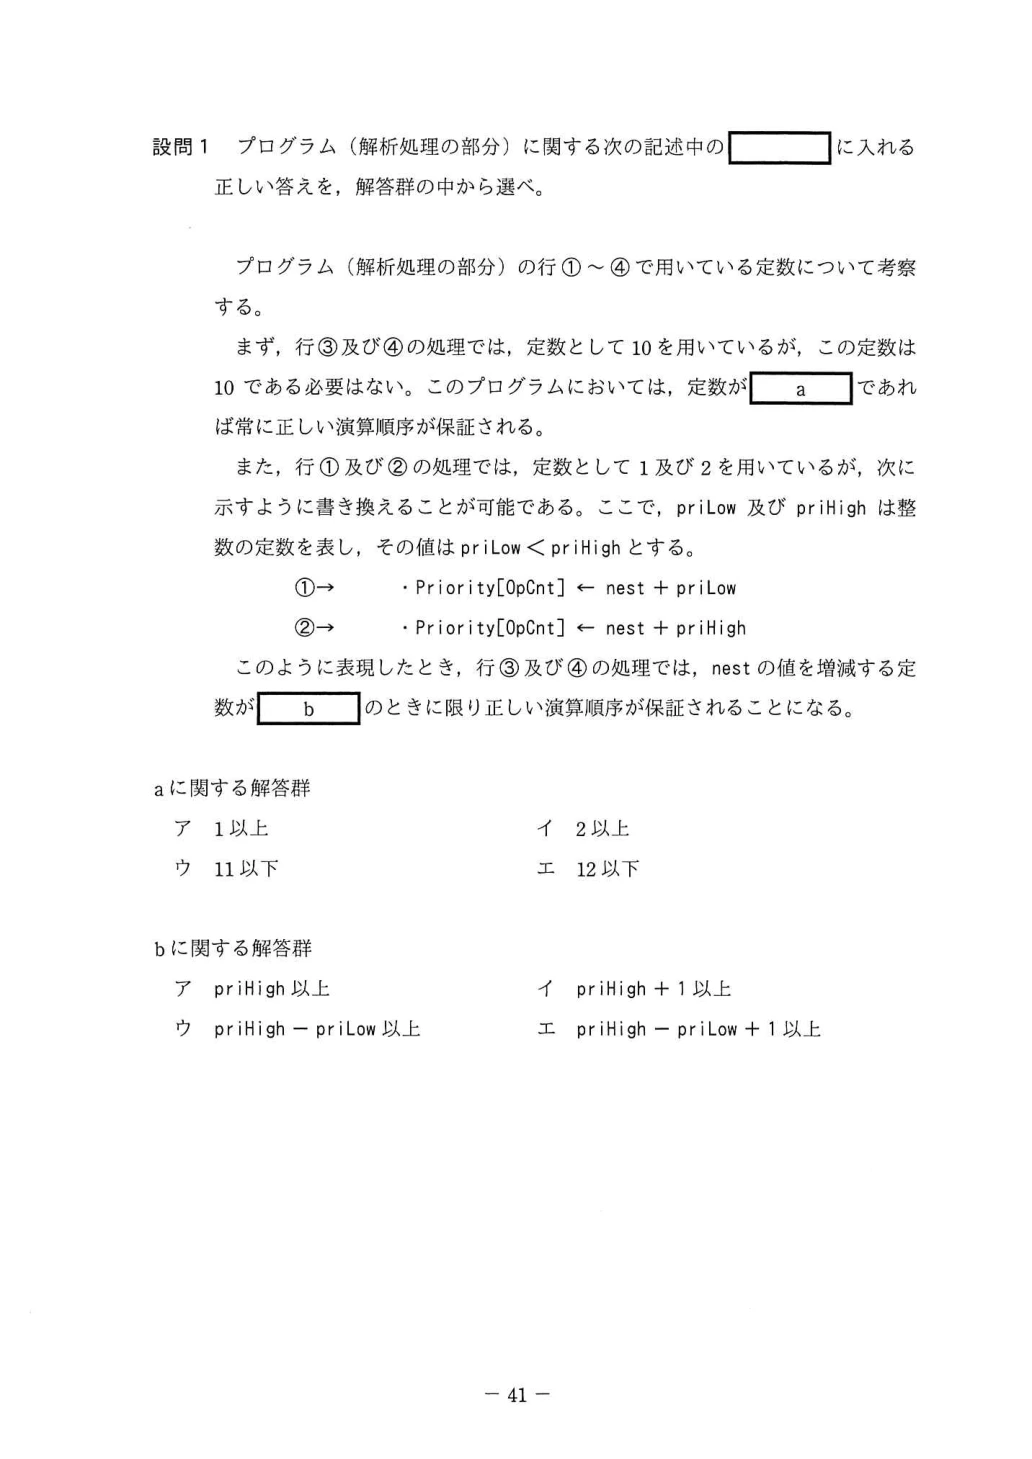 設問1　プログラム（解析処理の部分）に関する次の記述中の　　　　に入れる
正しい答えを，解答群の中から選べ。
プログラム（解析処理の部分）の行①～④で用いている定数について考察
する。
まず，行③及び④の処理では，定数として10を用いているが，この定数は
10である必要はない。このプログラムにおいては，定数が　a　であれ
ば常に正しい演算順序が保証される。
また，行①及び②の処理では，定数として1及び2を用いているが，次に
示すように書き換えることが可能である。ここで，priLow 及び priHigh は整
数の定数を表し，その値は priLow＜priHigh とする。
①→　・Priority[OpCnt] ← nest＋priLow
②→　・Priority[OpCnt] ← nest＋priHigh
このように表現したとき，行③及び④の処理では，nest の値を増減する定
数が　b　のときに限り正しい演算順序が保証されることになる。
aに関する解答群
ア　1以上　イ　2以上
ウ　11以下　エ　12以下
bに関する解答群
ア　priHigh 以上　イ　priHigh＋1 以上
ウ　priHigh－priLow 以上　エ　priHigh－priLow＋1 以上
－ 41 －